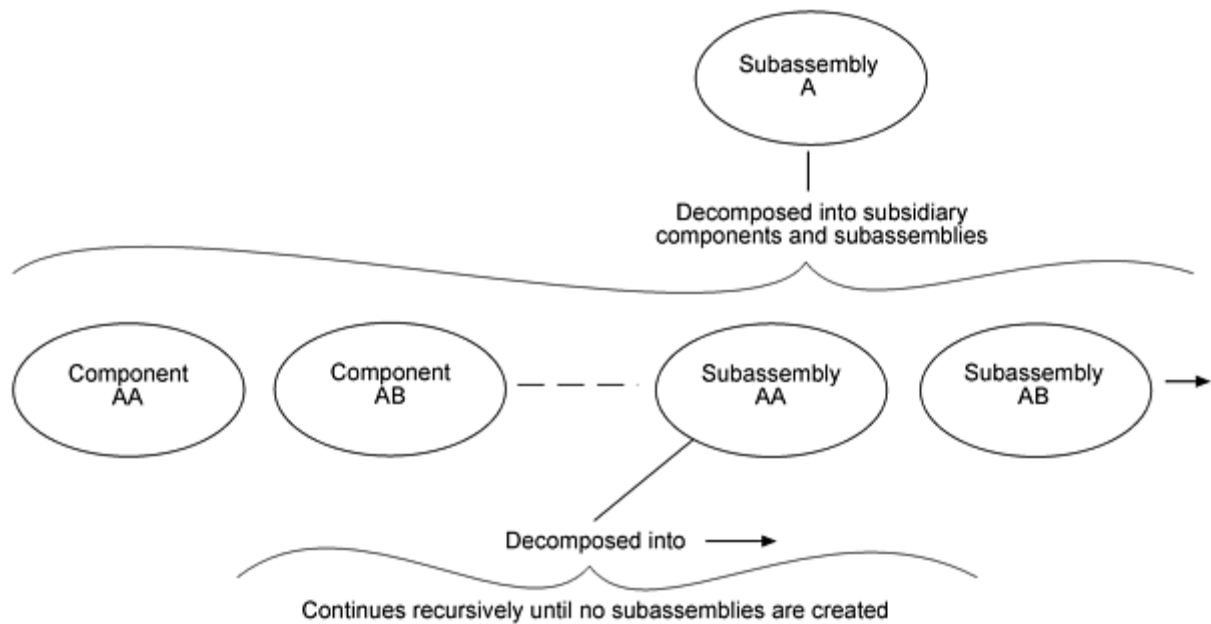 Subassembly
A
Decomposed into subsidiary
components and subassemblies
Component
AA
Component
AB
Subassembly
AA
Subassembly
AB
Decomposed into
Continues recursively until no subassemblies are created